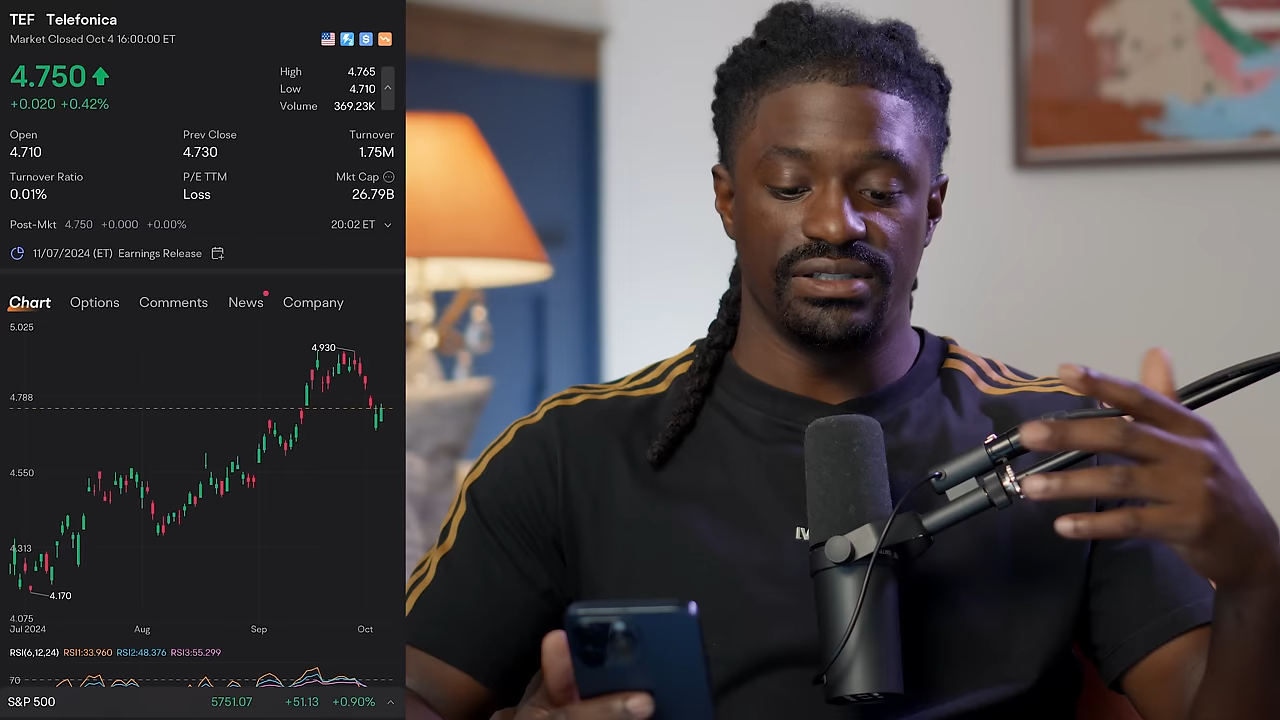 TEF Telefonica
Market Closed Oct 4 16:00:00 ET
4.750
+0.020 +0.42%
High 4.765
Low 4.710
Volume 369.23K
Open Prev Close Turnover
4.710 4.730 1.75M
Turnover Ratio P/E TTM Mkt Cap
0.01% Loss 26.79B
Post-Mkt 4.750 +0.000 +0.00% 20:02 ET
11/07/2024 (ET) Earnings Release
Chart Options Comments News Company
5.025
4.930
4.788
4.550
4.313
4.170
4.075
Jul 2024 Aug Sep Oct
RSI(6,12,24) RSI1:33.960 RSI2:48.376 RSI3:55.299
70
S&P 500 5751.07 +51.13 +0.90%